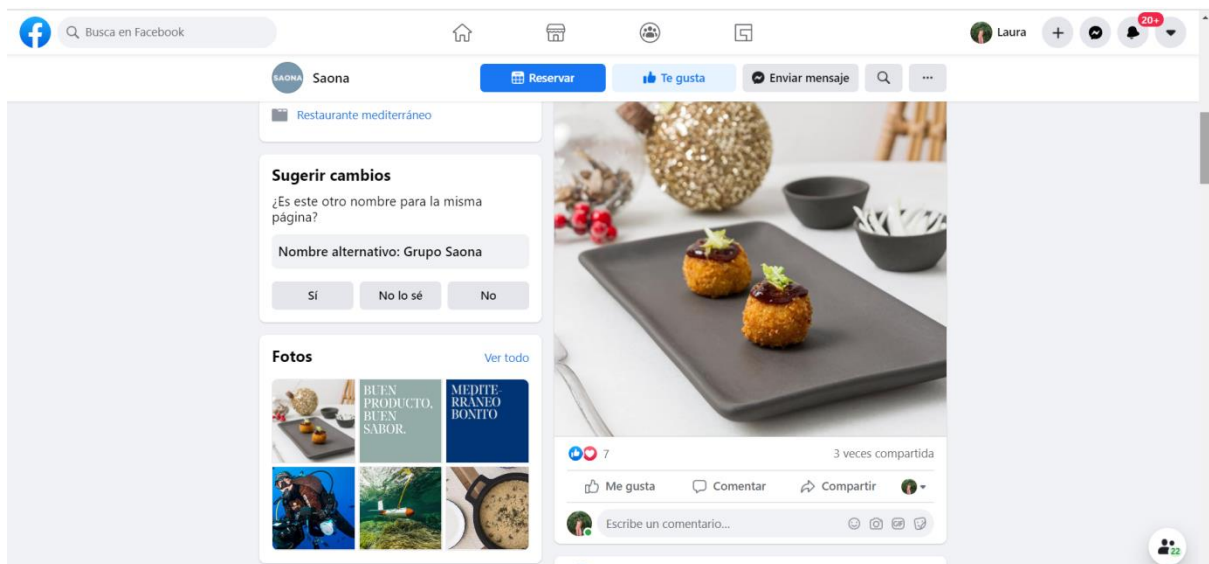 Busca en Facebook
Laura
20+
SAONA
Saona
Reservar
Te gusta
Enviar mensaje
Restaurante mediterráneo
Sugerir cambios
¿Es este otro nombre para la misma
página?
Nombre alternativo: Grupo Saona
Sí
No lo sé
No
Fotos
Ver todo
BUEN
PRODUCTO,
BUEN
SABOR.
MEDITE-
RRÁNEO
BONITO
7
3 veces compartida
Me gusta
Comentar
Compartir
Escribe un comentario...
GIF
22